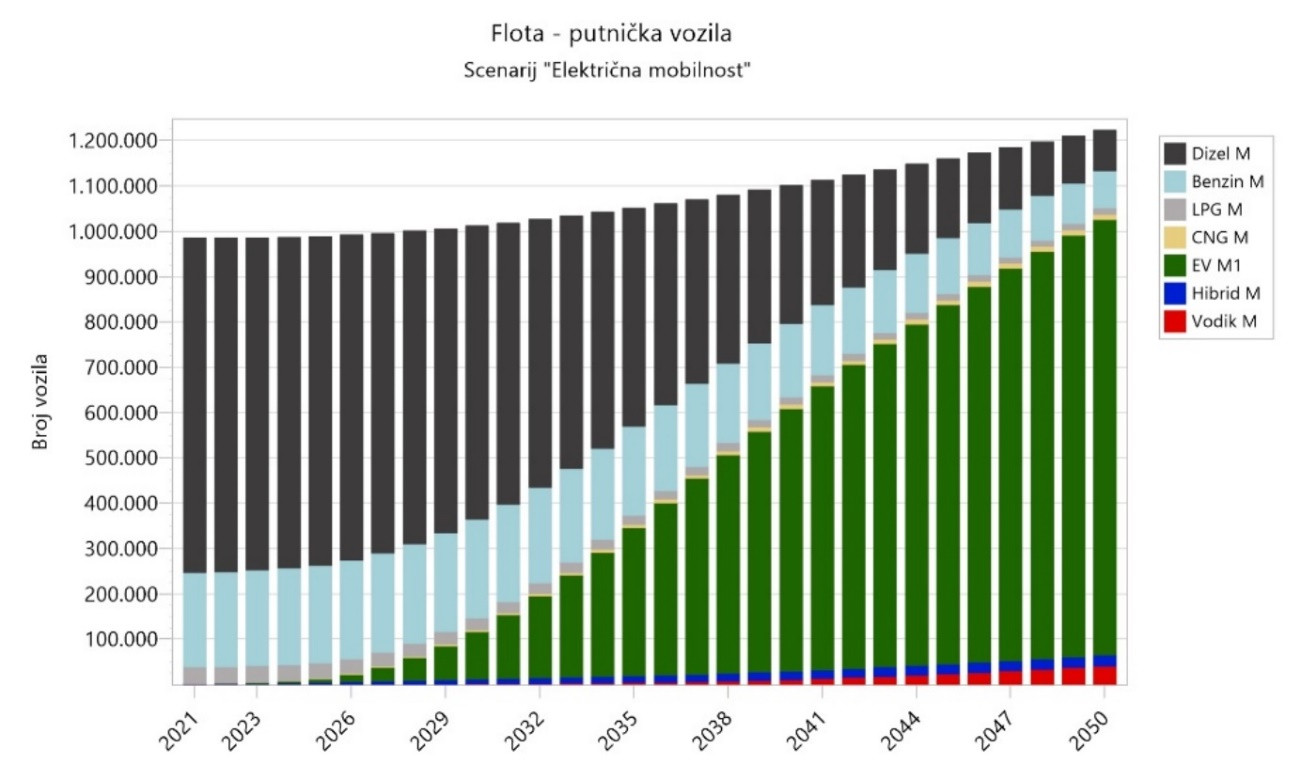 Flota - putnička vozila
Scenarij "Električna mobilnost"
Broj vozila
1.200.000
1.100.000
1.000.000
900.000
800.000
700.000
600.000
500.000
400.000
300.000
200.000
100.000
2021
2023
2026
2029
2032
2035
2038
2041
2044
2047
2050
Dizel M
Benzin M
LPG M
CNG M
EV M1
Hibrid M
Vodik M